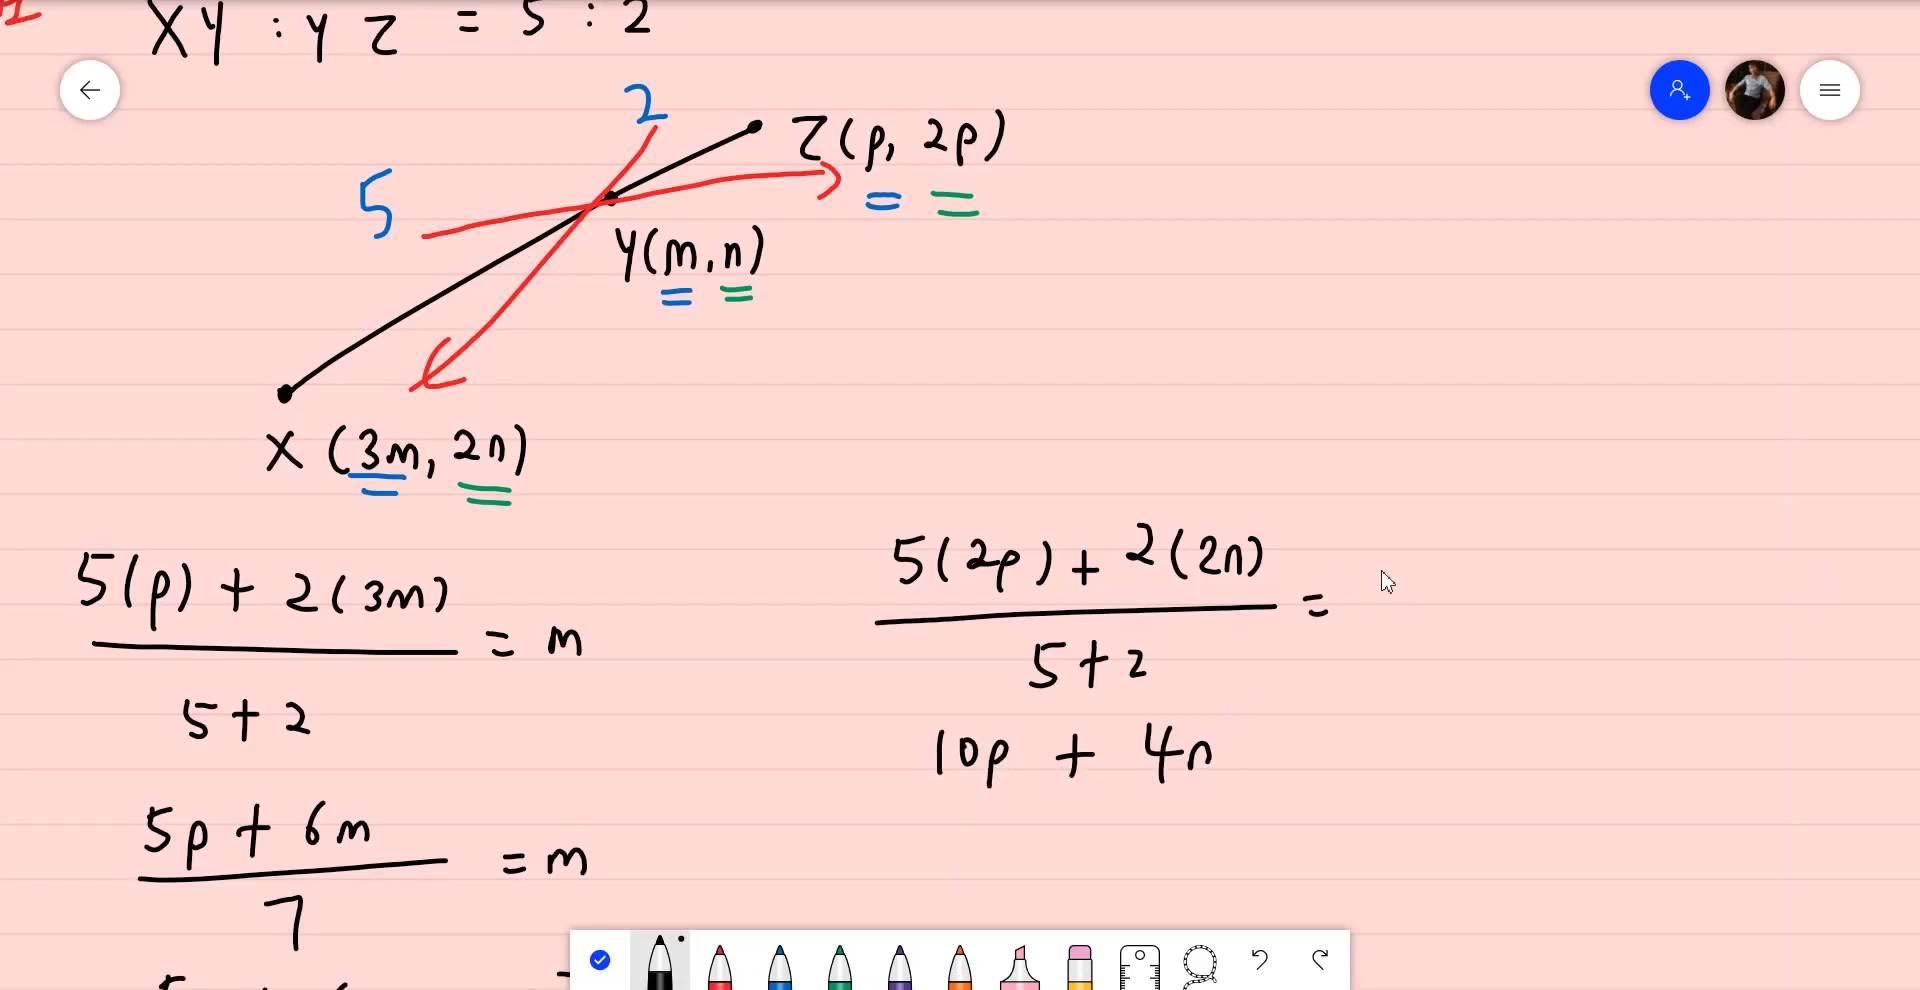 XY : YZ = 5 : 2
2
Z(p, 2p)
5
Y(m, n)
X (3m, 2n)
5(p) + 2(3m)
= m
5 + 2
5p + 6m
= m
7
5(2p) + 2(2n)
=
5 + 2
10p + 4n